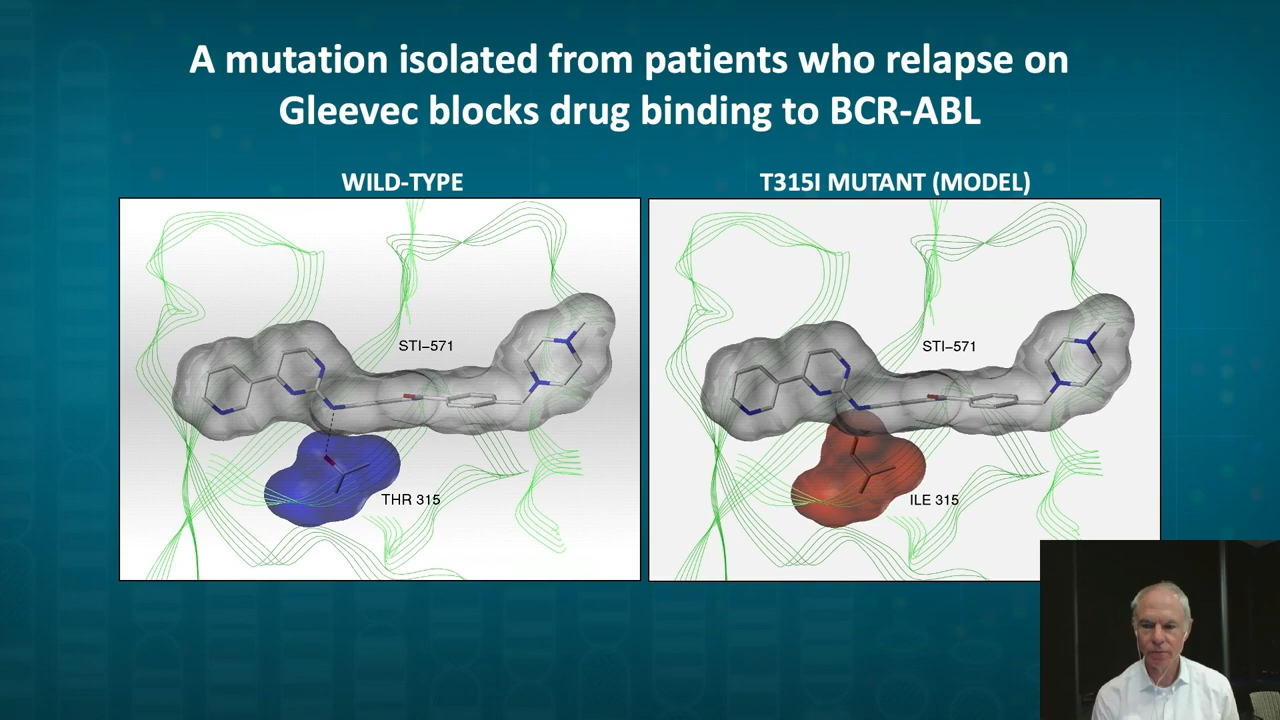 A mutation isolated from patients who relapse on
Gleevec blocks drug binding to BCR-ABL
WILD-TYPE
T315I MUTANT (MODEL)
STI–571
THR 315
STI–571
ILE 315